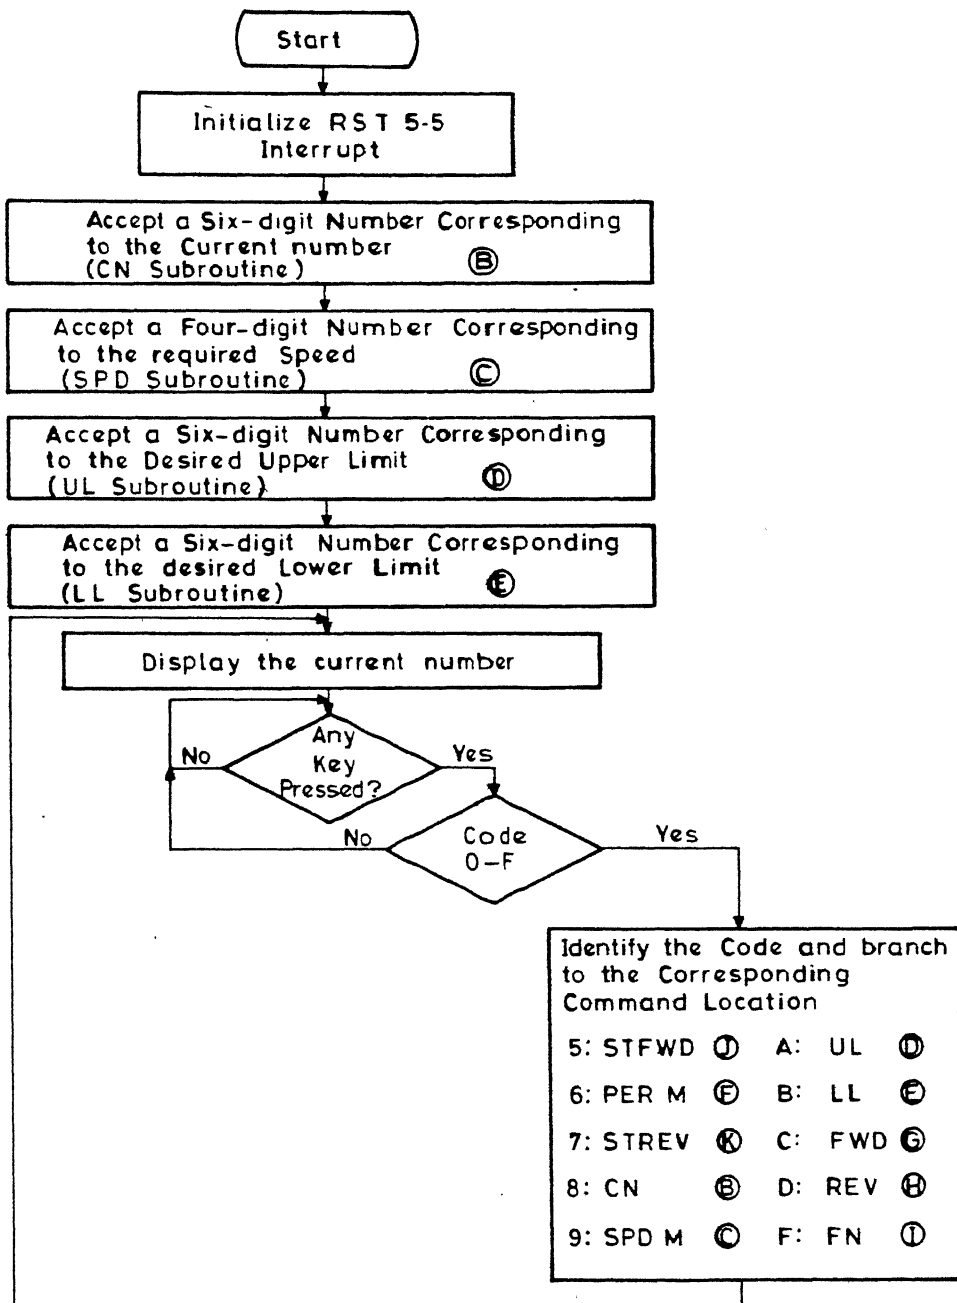 Start
Initialize RST 5-5
Interrupt
Accept a Six-digit Number Corresponding
to the Current number
(CN Subroutine)
B
Accept a Four-digit Number Corresponding
to the required Speed
(SPD Subroutine)
C
Accept a Six-digit Number Corresponding
to the Desired Upper Limit
(UL Subroutine)
D
Accept a Six-digit Number Corresponding
to the desired Lower Limit
(LL Subroutine)
E
Display the current number
Any
Key
Pressed?
No
Yes
Code
0-F
No
Yes
Identify the Code and branch
to the Corresponding
Command Location
5: STFWD J A: UL D
6: PER M F B: LL E
7: STREV K C: FWD G
8: CN B D: REV H
9: SPD M C F: FN I